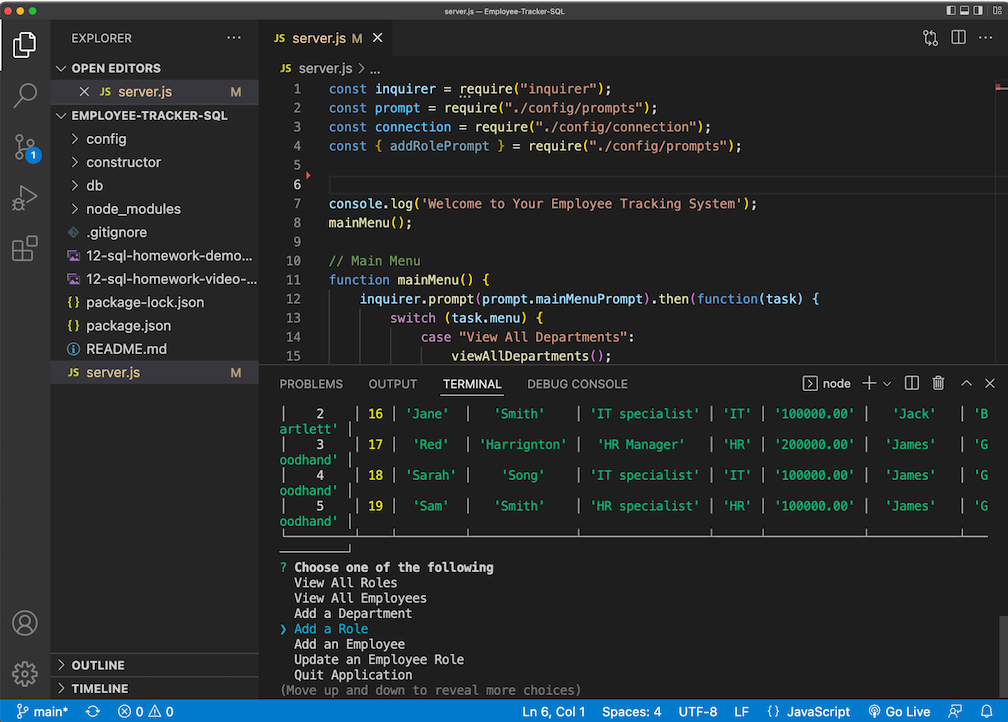 server.js — Employee-Tracker-SQL
EXPLORER
OPEN EDITORS
JS server.js M
EMPLOYEE-TRACKER-SQL
config
constructor
db
node_modules
.gitignore
12-sql-homework-demo...
12-sql-homework-video-...
{} package-lock.json
{} package.json
README.md
JS server.js M
OUTLINE
TIMELINE
1
JS server.js M
JS server.js > ...
1 const inquirer = require("inquirer");
2 const prompt = require("./config/prompts");
3 const connection = require("./config/connection");
4 const { addRolePrompt } = require("./config/prompts");
5
6
7 console.log('Welcome to Your Employee Tracking System');
8 mainMenu();
9
10 // Main Menu
11 function mainMenu() {
12 inquirer.prompt(prompt.mainMenuPrompt).then(function(task) {
13 switch (task.menu) {
14 case "View All Departments":
15 viewAllDepartments();
PROBLEMS OUTPUT TERMINAL DEBUG CONSOLE node
| 2 | 16 | 'Jane' | 'Smith' | 'IT specialist' | 'IT' | '100000.00' | 'Jack' | 'B
artlett' |
| 3 | 17 | 'Red' | 'Harrignton' | 'HR Manager' | 'HR' | '200000.00' | 'James' | 'G
oodhand' |
| 4 | 18 | 'Sarah' | 'Song' | 'IT specialist' | 'IT' | '100000.00' | 'James' | 'G
oodhand' |
| 5 | 19 | 'Sam' | 'Smith' | 'HR specialist' | 'HR' | '100000.00' | 'James' | 'G
oodhand' |
? Choose one of the following
View All Roles
View All Employees
Add a Department
❯ Add a Role
Add an Employee
Update an Employee Role
Quit Application
(Move up and down to reveal more choices)
main* 0 0 Ln 6, Col 1 Spaces: 4 UTF-8 LF {} JavaScript Go Live